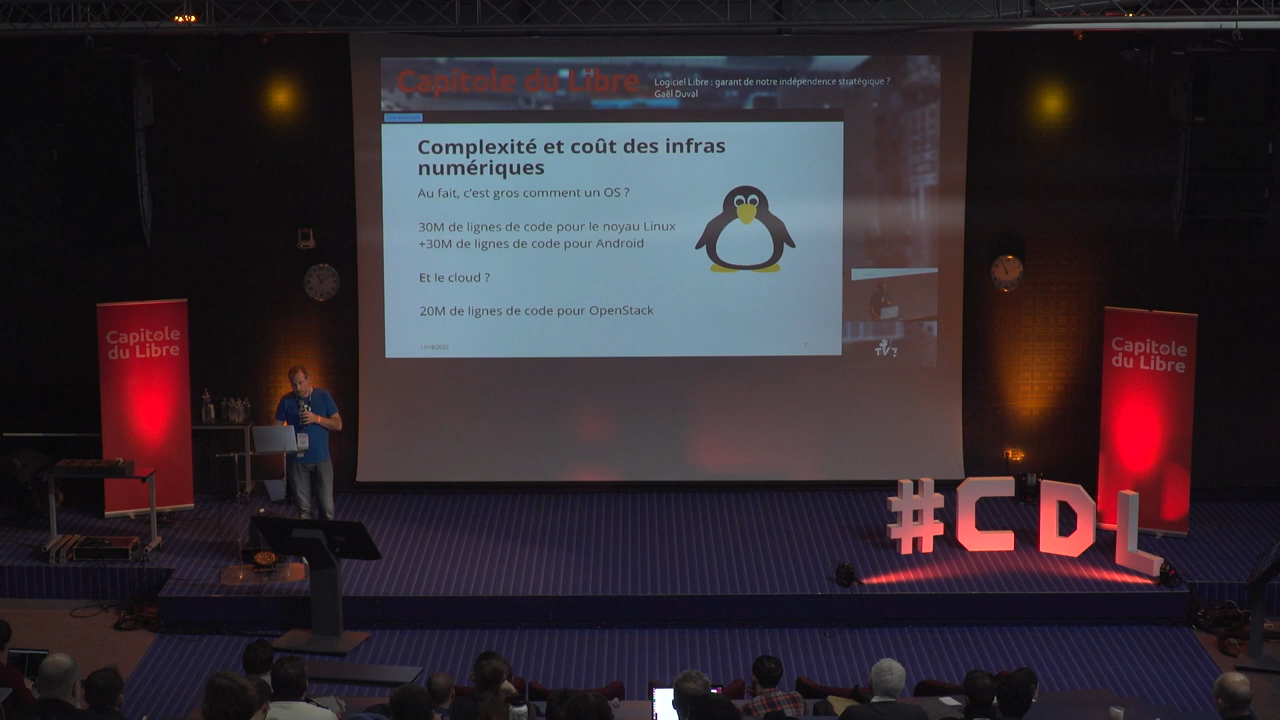 Capitole du Libre
Logiciel Libre : garant de notre indépendence stratégique ?
Gaël Duval
Complexité et coût des infras
numériques
Au fait, c'est gros comment un OS ?
30M de lignes de code pour le noyau Linux
+30M de lignes de code pour Android
Et le cloud ?
20M de lignes de code pour OpenStack
Capitole
du Libre
Capitole
du Libre
#CDL